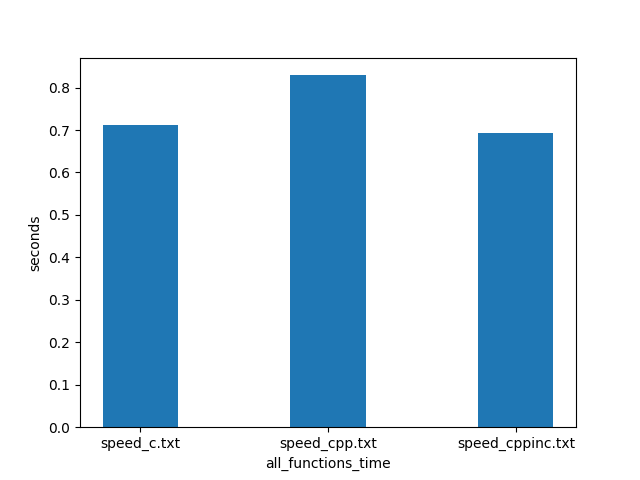 0.8
0.7
0.6
0.5
0.4
0.3
0.2
0.1
0.0
seconds
speed_c.txt
speed_cpp.txt
speed_cppinc.txt
all_functions_time